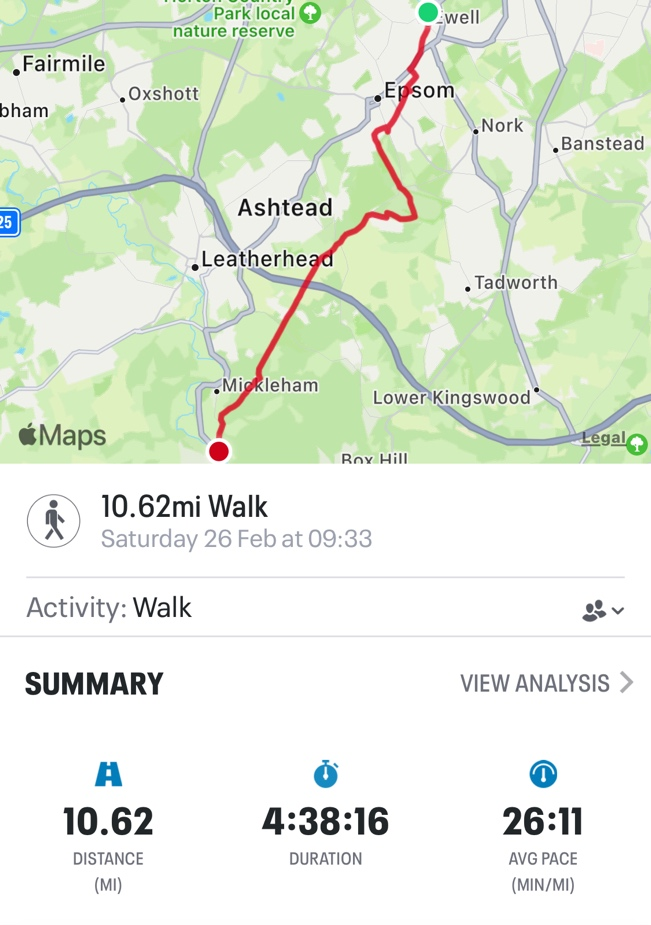 Park local
nature reserve
Ewell
Fairmile
Oxshott
Epsom
Nork
Banstead
Ashtead
25
Leatherhead
Tadworth
Mickleham
Lower Kingswood
Maps
Legal
Box Hill
10.62mi Walk
Saturday 26 Feb at 09:33
Activity: Walk
SUMMARY
VIEW ANALYSIS
10.62
4:38:16
26:11
DISTANCE
DURATION
AVG PACE
(MI)
(MIN/MI)